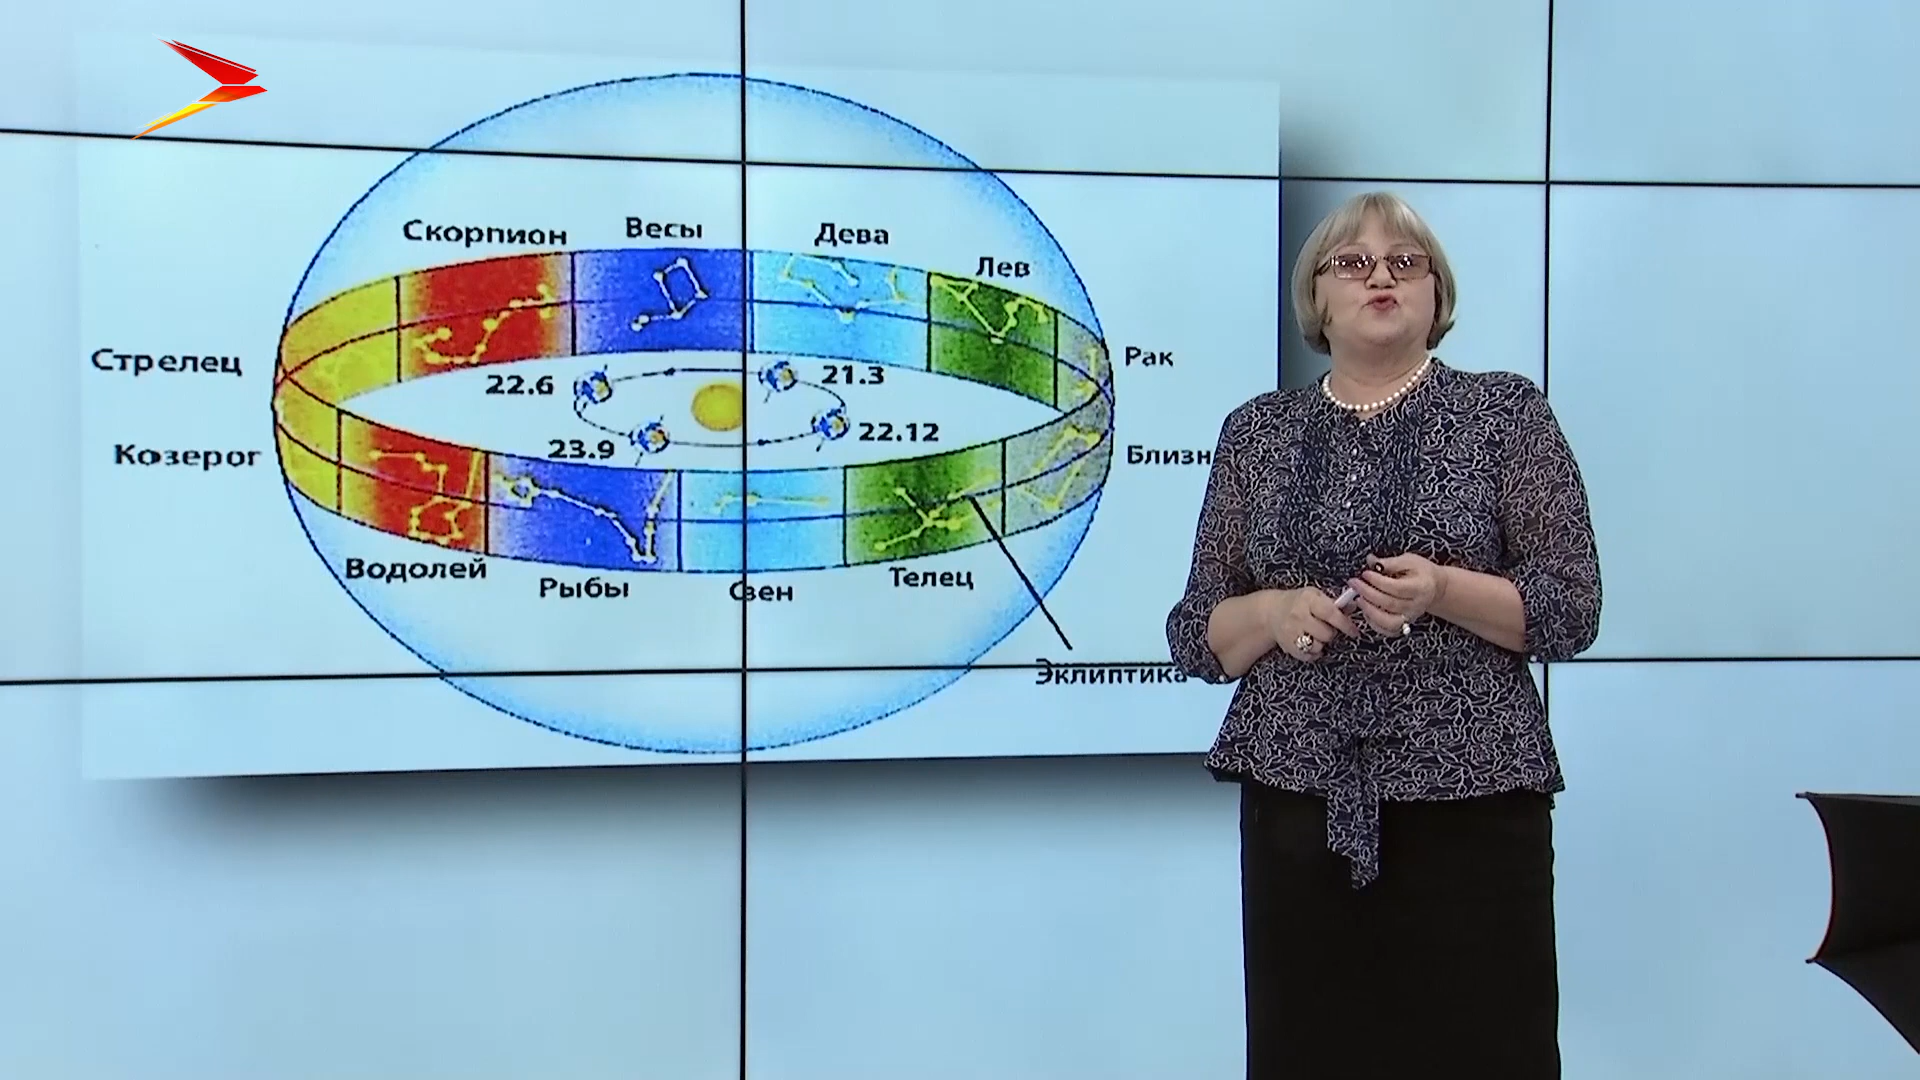 Скорпион
Весы
Дева
Лев
Стрелец
Рак
22.6
21.3
23.9
22.12
Козерог
Близн
Водолей
Рыбы
Овен
Телец
Эклиптика